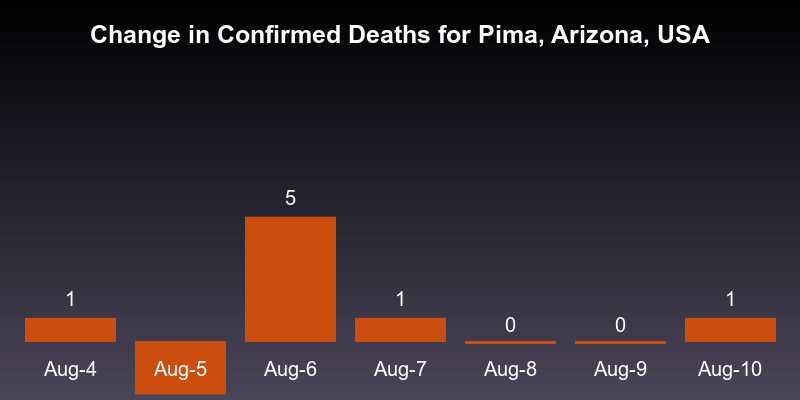 Change in Confirmed Deaths for Pima, Arizona, USA
5
1
1
0
0
1
Aug-4
Aug-5
Aug-6
Aug-7
Aug-8
Aug-9
Aug-10